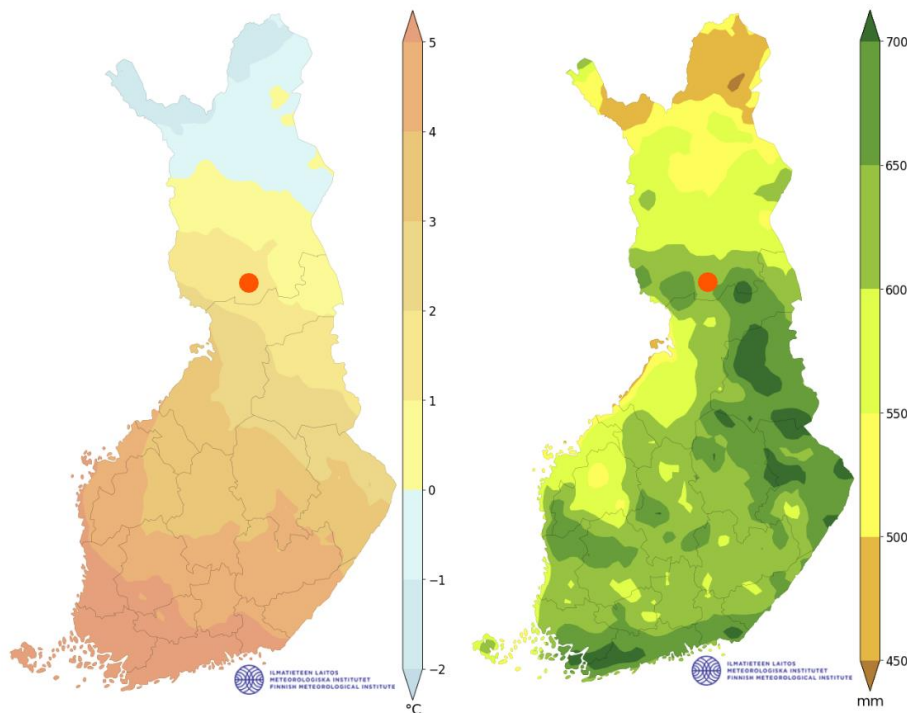 5
4
3
2
1
0
−1
−2
°C
ILMATIETEEN LAITOS
METEOROLOGISKA INSTITUTET
FINNISH METEOROLOGICAL INSTITUTE
700
650
600
550
500
450
mm
ILMATIETEEN LAITOS
METEOROLOGISKA INSTITUTET
FINNISH METEOROLOGICAL INSTITUTE